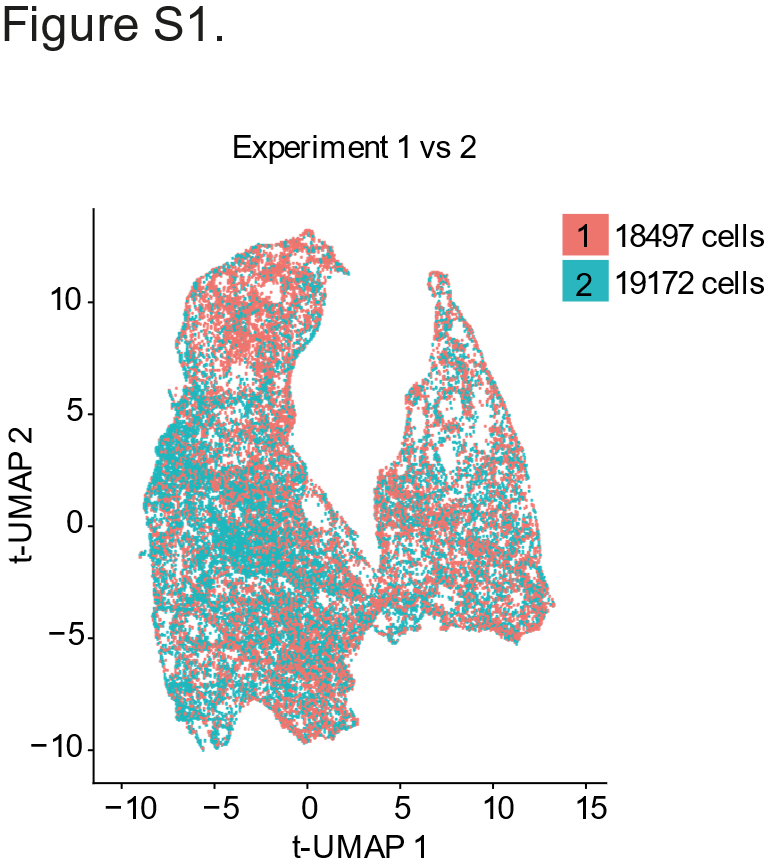 Figure S1.
Experiment 1 vs 2
1 18497 cells
2 19172 cells
10
5
0
−5
−10
t-UMAP 2
−10 −5 0 5 10 15
t-UMAP 1